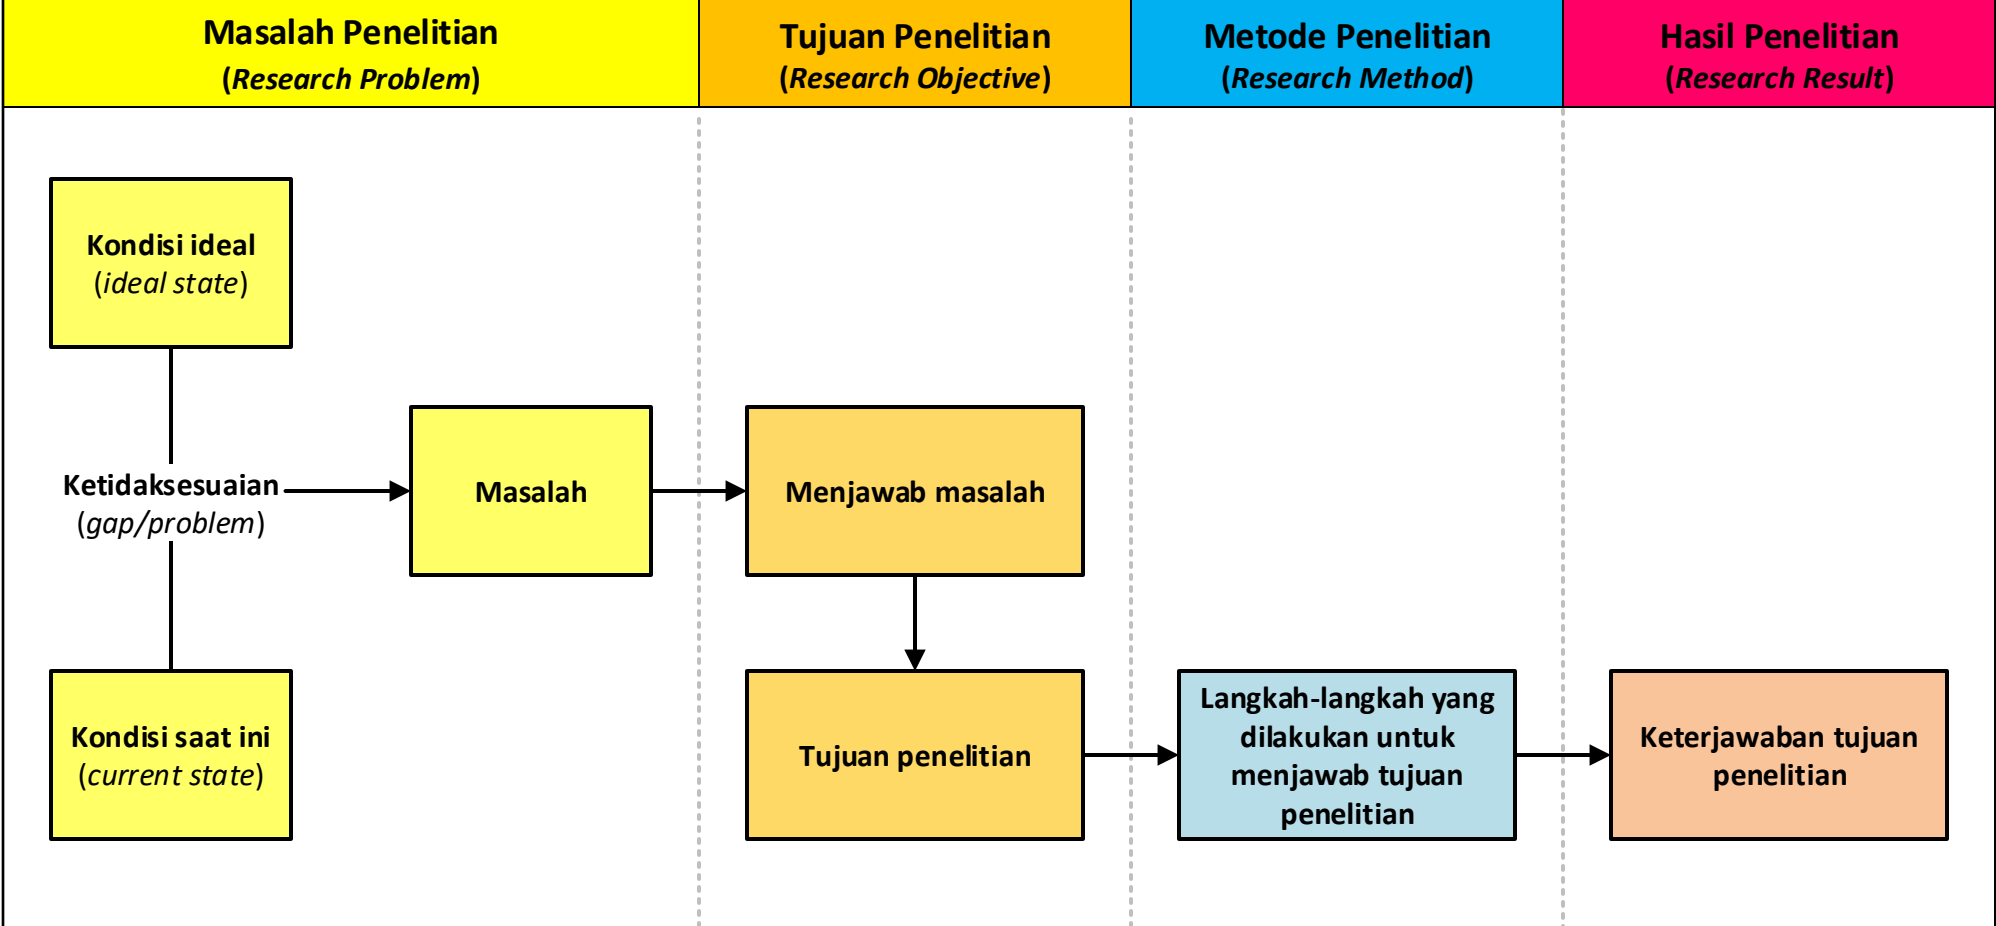 Masalah Penelitian
(Research Problem)
Tujuan Penelitian
(Research Objective)
Metode Penelitian
(Research Method)
Hasil Penelitian
(Research Result)
Kondisi ideal
(ideal state)
Ketidaksesuaian
(gap/problem)
Kondisi saat ini
(current state)
Masalah
Menjawab masalah
Tujuan penelitian
Langkah-langkah yang
dilakukan untuk
menjawab tujuan
penelitian
Keterjawaban tujuan
penelitian